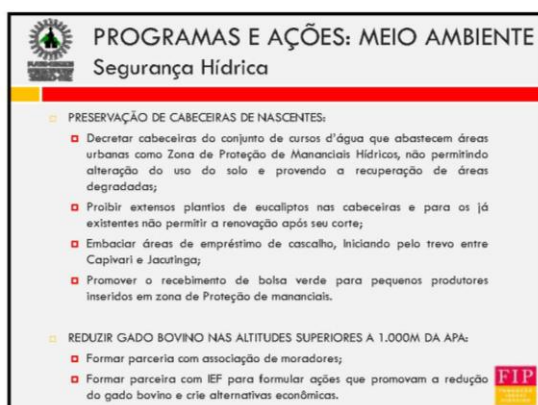 PROGRAMAS E AÇÕES: MEIO AMBIENTE
Segurança Hídrica
PRESERVAÇÃO DE CABECEIRAS DE NASCENTES:
Decretar cabeceiras do conjunto de cursos d'água que abastecem áreas
urbanas como Zona de Proteção de Mananciais Hídricos, não permitindo
alteração do uso do solo e provendo a recuperação de áreas
degradadas;
Proibir extensos plantios de eucaliptos nas cabeceiras e para os já
existentes não permitir a renovação após seu corte;
Embaciar áreas de empréstimo de cascalho, iniciando pelo trevo entre
Capivari e Jacutinga;
Promover o recebimento de bolsa verde para pequenos produtores
inseridos em zona de Proteção de mananciais.
REDUZIR GADO BOVINO NAS ALTITUDES SUPERIORES A 1.000M DA APA:
Formar parceria com associação de moradores;
Formar parceira com IEF para formular ações que promovam a redução
do gado bovino e crie alternativas econômicas.
FIP